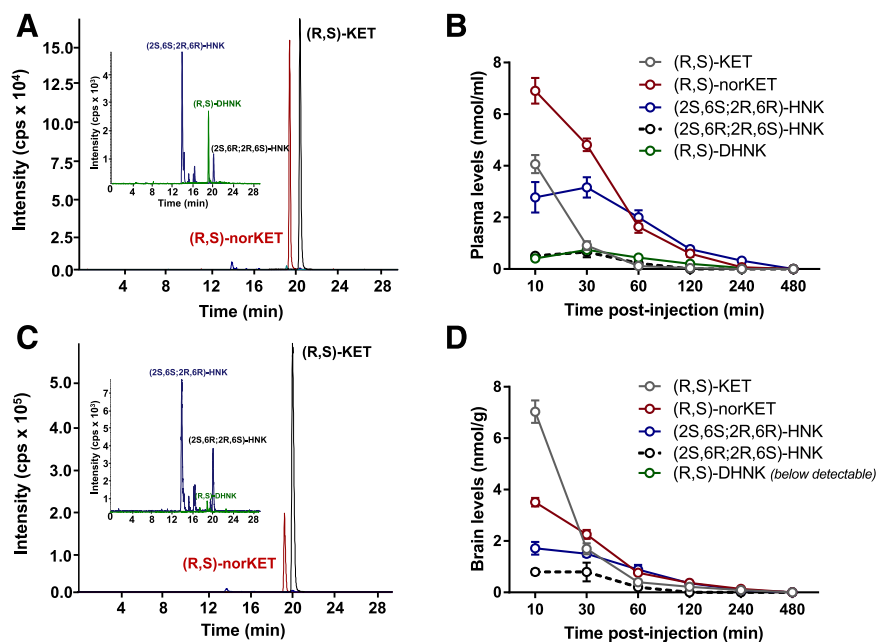 A
Intensity (cps x 10⁴)
15.0
12.5
10.0
7.5
5.0
2.5
0.0
4 8 12 16 20 24 28
Time (min)
(R,S)-KET
(R,S)-norKET
Intensity (cps x 10³)
4
3
2
1
0
4 8 12 16 20 24 28
Time (min)
(2S,6S;2R,6R)-HNK
(R,S)-DHNK
(2S,6R;2R,6S)-HNK
B
Plasma levels (nmol/ml)
8
6
4
2
0
10 30 60 120 240 480
Time post-injection (min)
(R,S)-KET
(R,S)-norKET
(2S,6S;2R,6R)-HNK
(2S,6R;2R,6S)-HNK
(R,S)-DHNK
C
Intensity (cps x 10⁵)
5.0
4.0
3.0
2.0
1.0
0.0
4 8 12 16 20 24 28
Time (min)
(R,S)-KET
(R,S)-norKET
Intensity (cps x 10³)
7
6
5
4
3
2
1
0 4 8 12 16 19 24 28
Time (min)
(2S,6S;2R,6R)-HNK
(2S,6R;2R,6S)-HNK
(R,S)-DHNK
D
Brain levels (nmol/g)
8
6
4
2
0
10 30 60 120 240 480
Time post-injection (min)
(R,S)-KET
(R,S)-norKET
(2S,6S;2R,6R)-HNK
(2S,6R;2R,6S)-HNK
(R,S)-DHNK (below detectable)